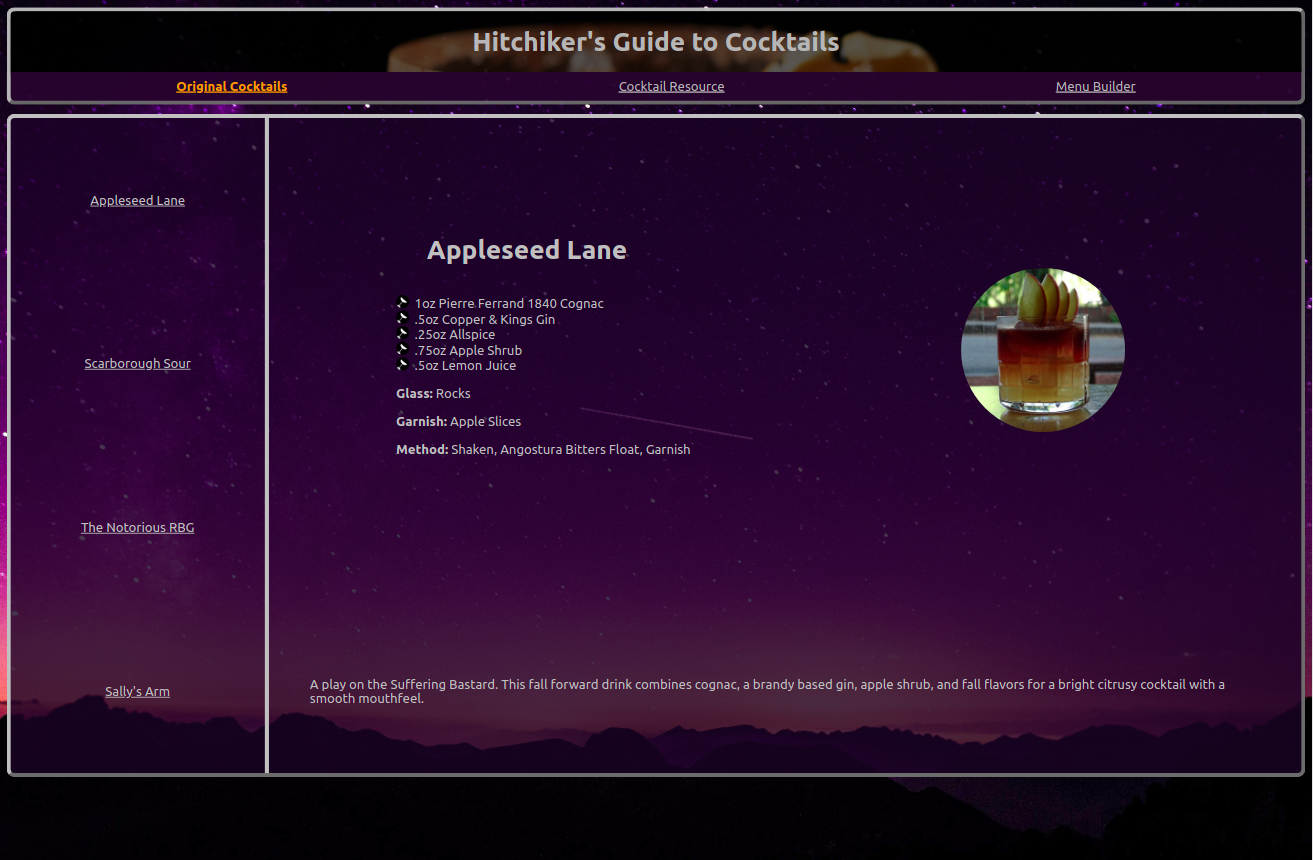 Hitchiker's Guide to Cocktails
Original Cocktails
Cocktail Resource
Menu Builder
Appleseed Lane
Scarborough Sour
The Notorious RBG
Sally's Arm
Appleseed Lane
1oz Pierre Ferrand 1840 Cognac
.5oz Copper & Kings Gin
.25oz Allspice
.75oz Apple Shrub
.5oz Lemon Juice
Glass: Rocks
Garnish: Apple Slices
Method: Shaken, Angostura Bitters Float, Garnish
A play on the Suffering Bastard. This fall forward drink combines cognac, a brandy based gin, apple shrub, and fall flavors for a bright citrusy cocktail with a
smooth mouthfeel.